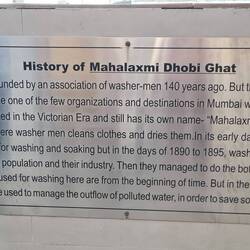 History of Mahalaxmi Dhobi Ghat
unded by an association of washer-men 140 years ago. But t
e one of the few organizations and destinations in Mumbai w
ed in the Victorian Era and still has its own name- "Mahalax
ere washer men cleans clothes and dries them.In its early da
for washing and soaking but in the days of 1890 to 1895, wash
population and their industry. Then they managed to do the bot
used for washing here are from the beginning of time. But in the
e used to manage the outflow of polluted water, in order to save so